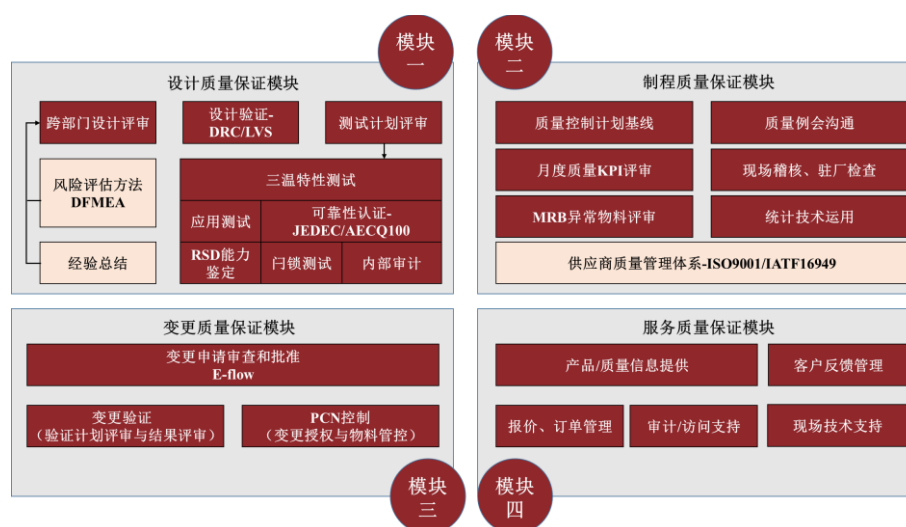 模块
一
设计质量保证模块
跨部门设计评审
设计验证-
DRC/LVS
测试计划评审
风险评估方法
DFMEA
三温特性测试
应用测试
可靠性认证-
JEDEC/AECQ100
经验总结
RSD能力
鉴定
闩锁测试
内部审计
模块
二
制程质量保证模块
质量控制计划基线
质量例会沟通
月度质量KPI评审
现场稽核、驻厂检查
MRB异常物料评审
统计技术运用
供应商质量管理体系-ISO9001/IATF16949
变更质量保证模块
变更申请审查和批准
E-flow
变更验证
（验证计划评审与结果评审）
PCN控制
（变更授权与物料管控）
模块
三
服务质量保证模块
产品/质量信息提供
客户反馈管理
报价、订单管理
审计/访问支持
现场技术支持
模块
四